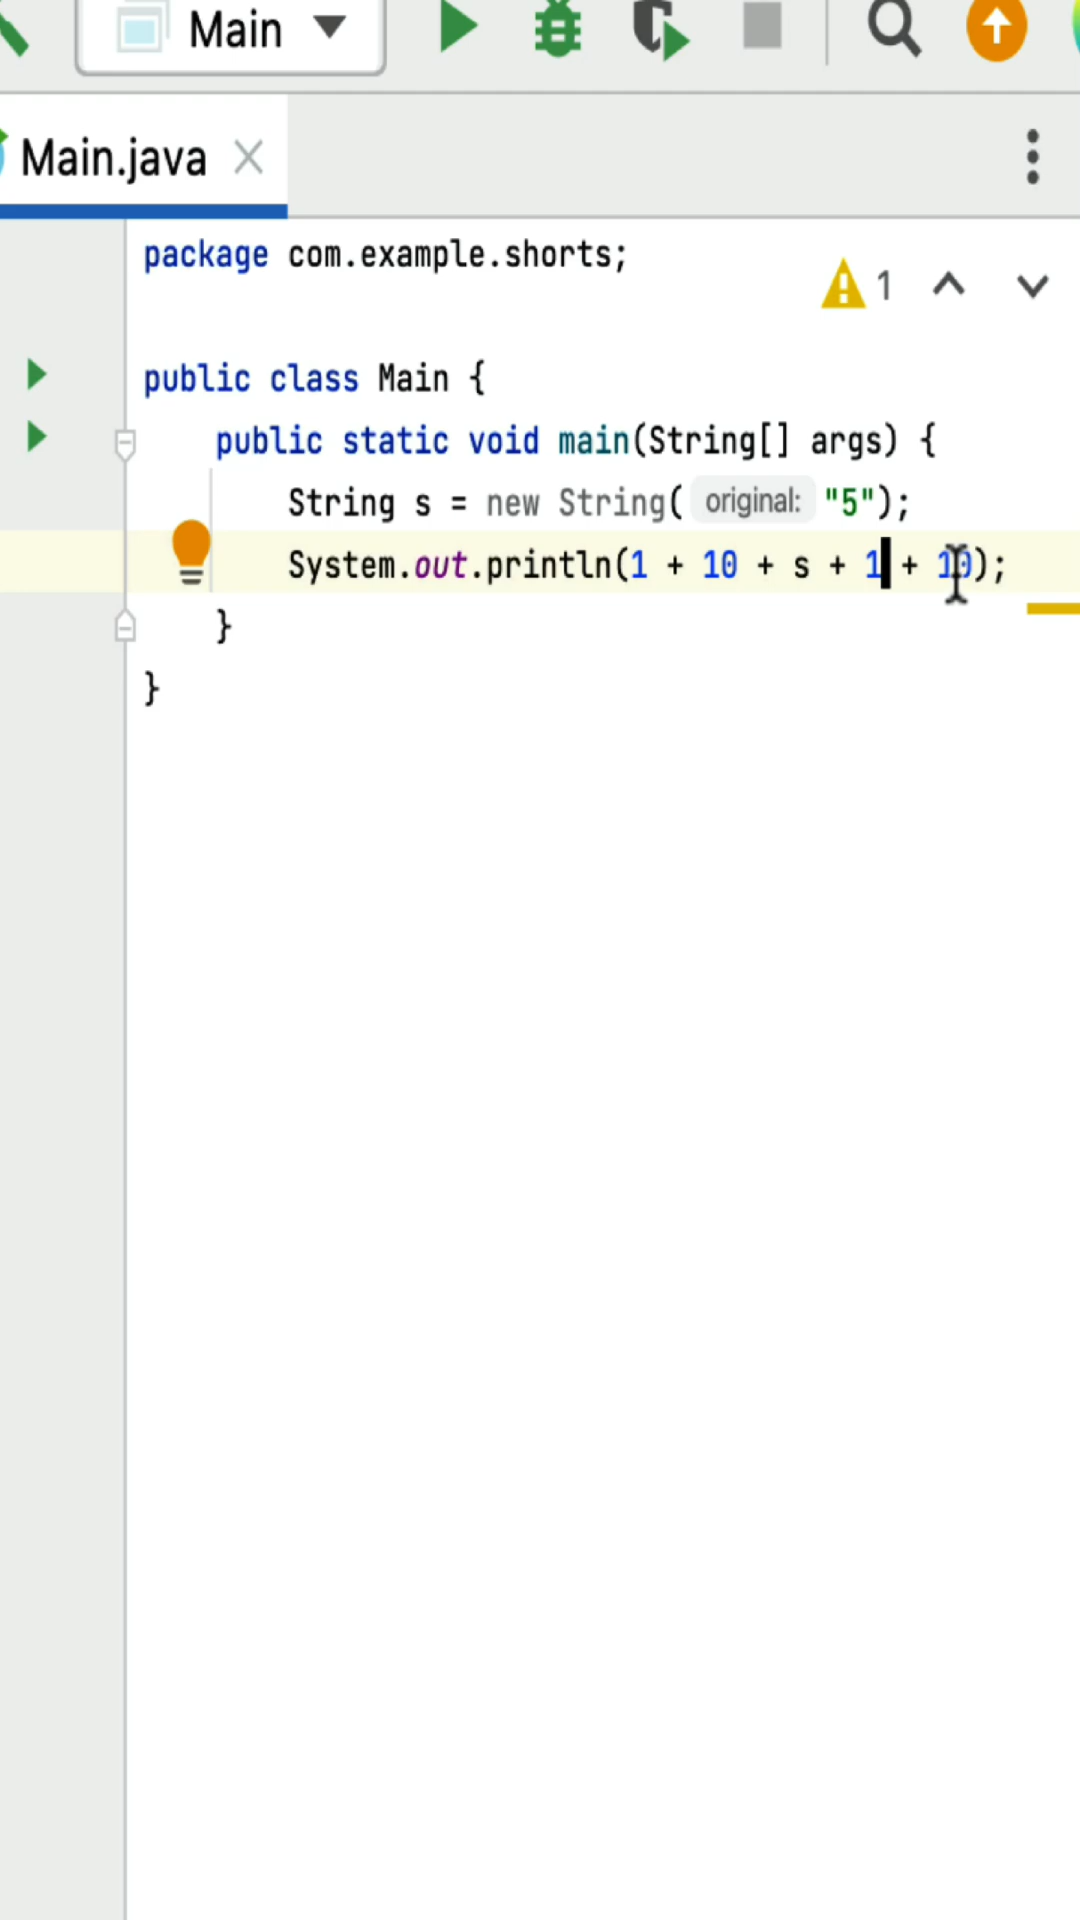 Main
Main.java
package com.example.shorts;
1
public class Main {
public static void main(String[] args) {
String s = new String( original: "5");
System.out.println(1 + 10 + s + 1 + 10);
}
}